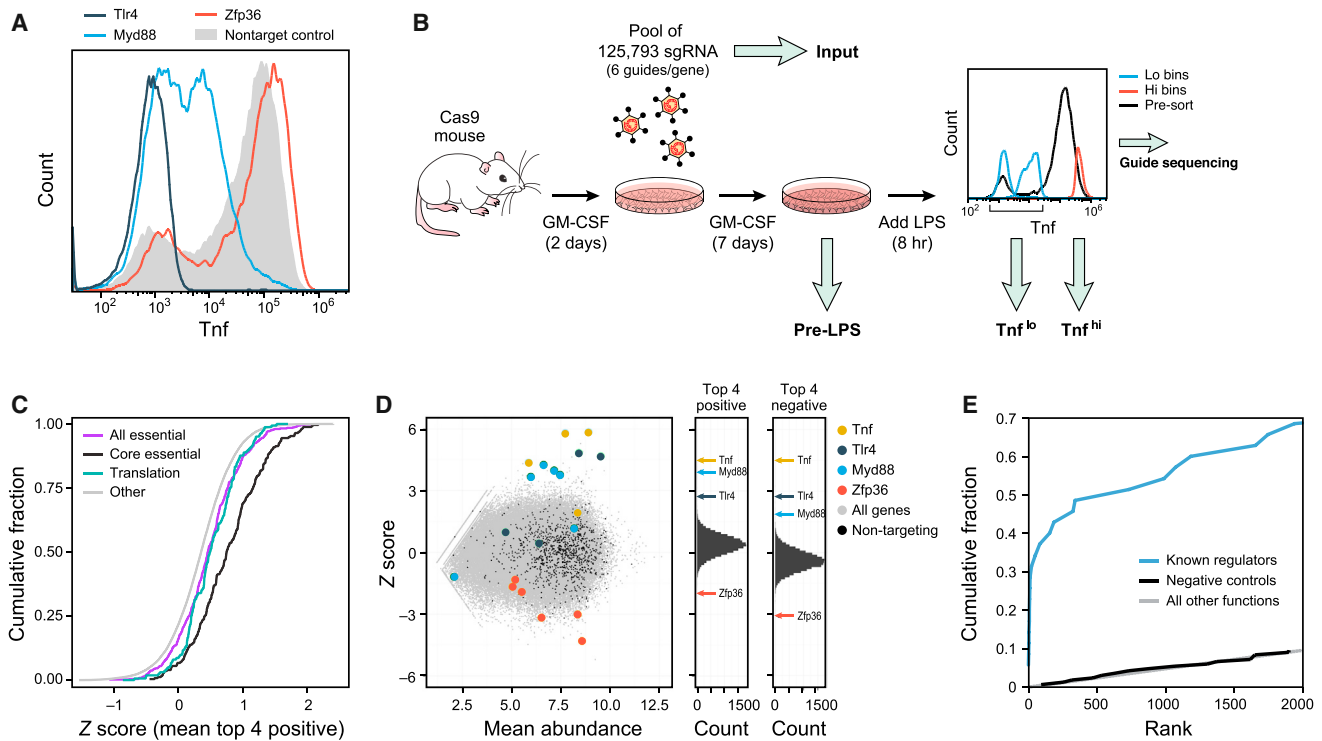 A
Tlr4
Zfp36
Myd88
Nontarget control
Count
10² 10³ 10⁴ 10⁵ 10⁶
Tnf
B
Pool of
125,793 sgRNA
(6 guides/gene)
Input
Cas9
mouse
GM-CSF
(2 days)
GM-CSF
(7 days)
Add LPS
(8 hr)
Pre-LPS
Count
10² 10⁶
Tnf
Lo bins
Hi bins
Pre-sort
Guide sequencing
Tnf lo
Tnf hi
C
1.00
0.75
0.50
0.25
0.00
Cumulative fraction
All essential
Core essential
Translation
Other
–1 0 1 2
Z score (mean top 4 positive)
D
6
3
0
–3
–6
Z score
2.5 5.0 7.5 10.0 12.5
Mean abundance
Top 4
positive
Tnf
Myd88
Tlr4
Zfp36
0 1500
Count
Top 4
negative
Tnf
Tlr4
Myd88
Zfp36
0 1500
Count
Tnf
Tlr4
Myd88
Zfp36
All genes
Non-targeting
E
0.7
0.6
0.5
0.4
0.3
0.2
0.1
0
Cumulative fraction
Known regulators
Negative controls
All other functions
0 500 1000 1500 2000
Rank